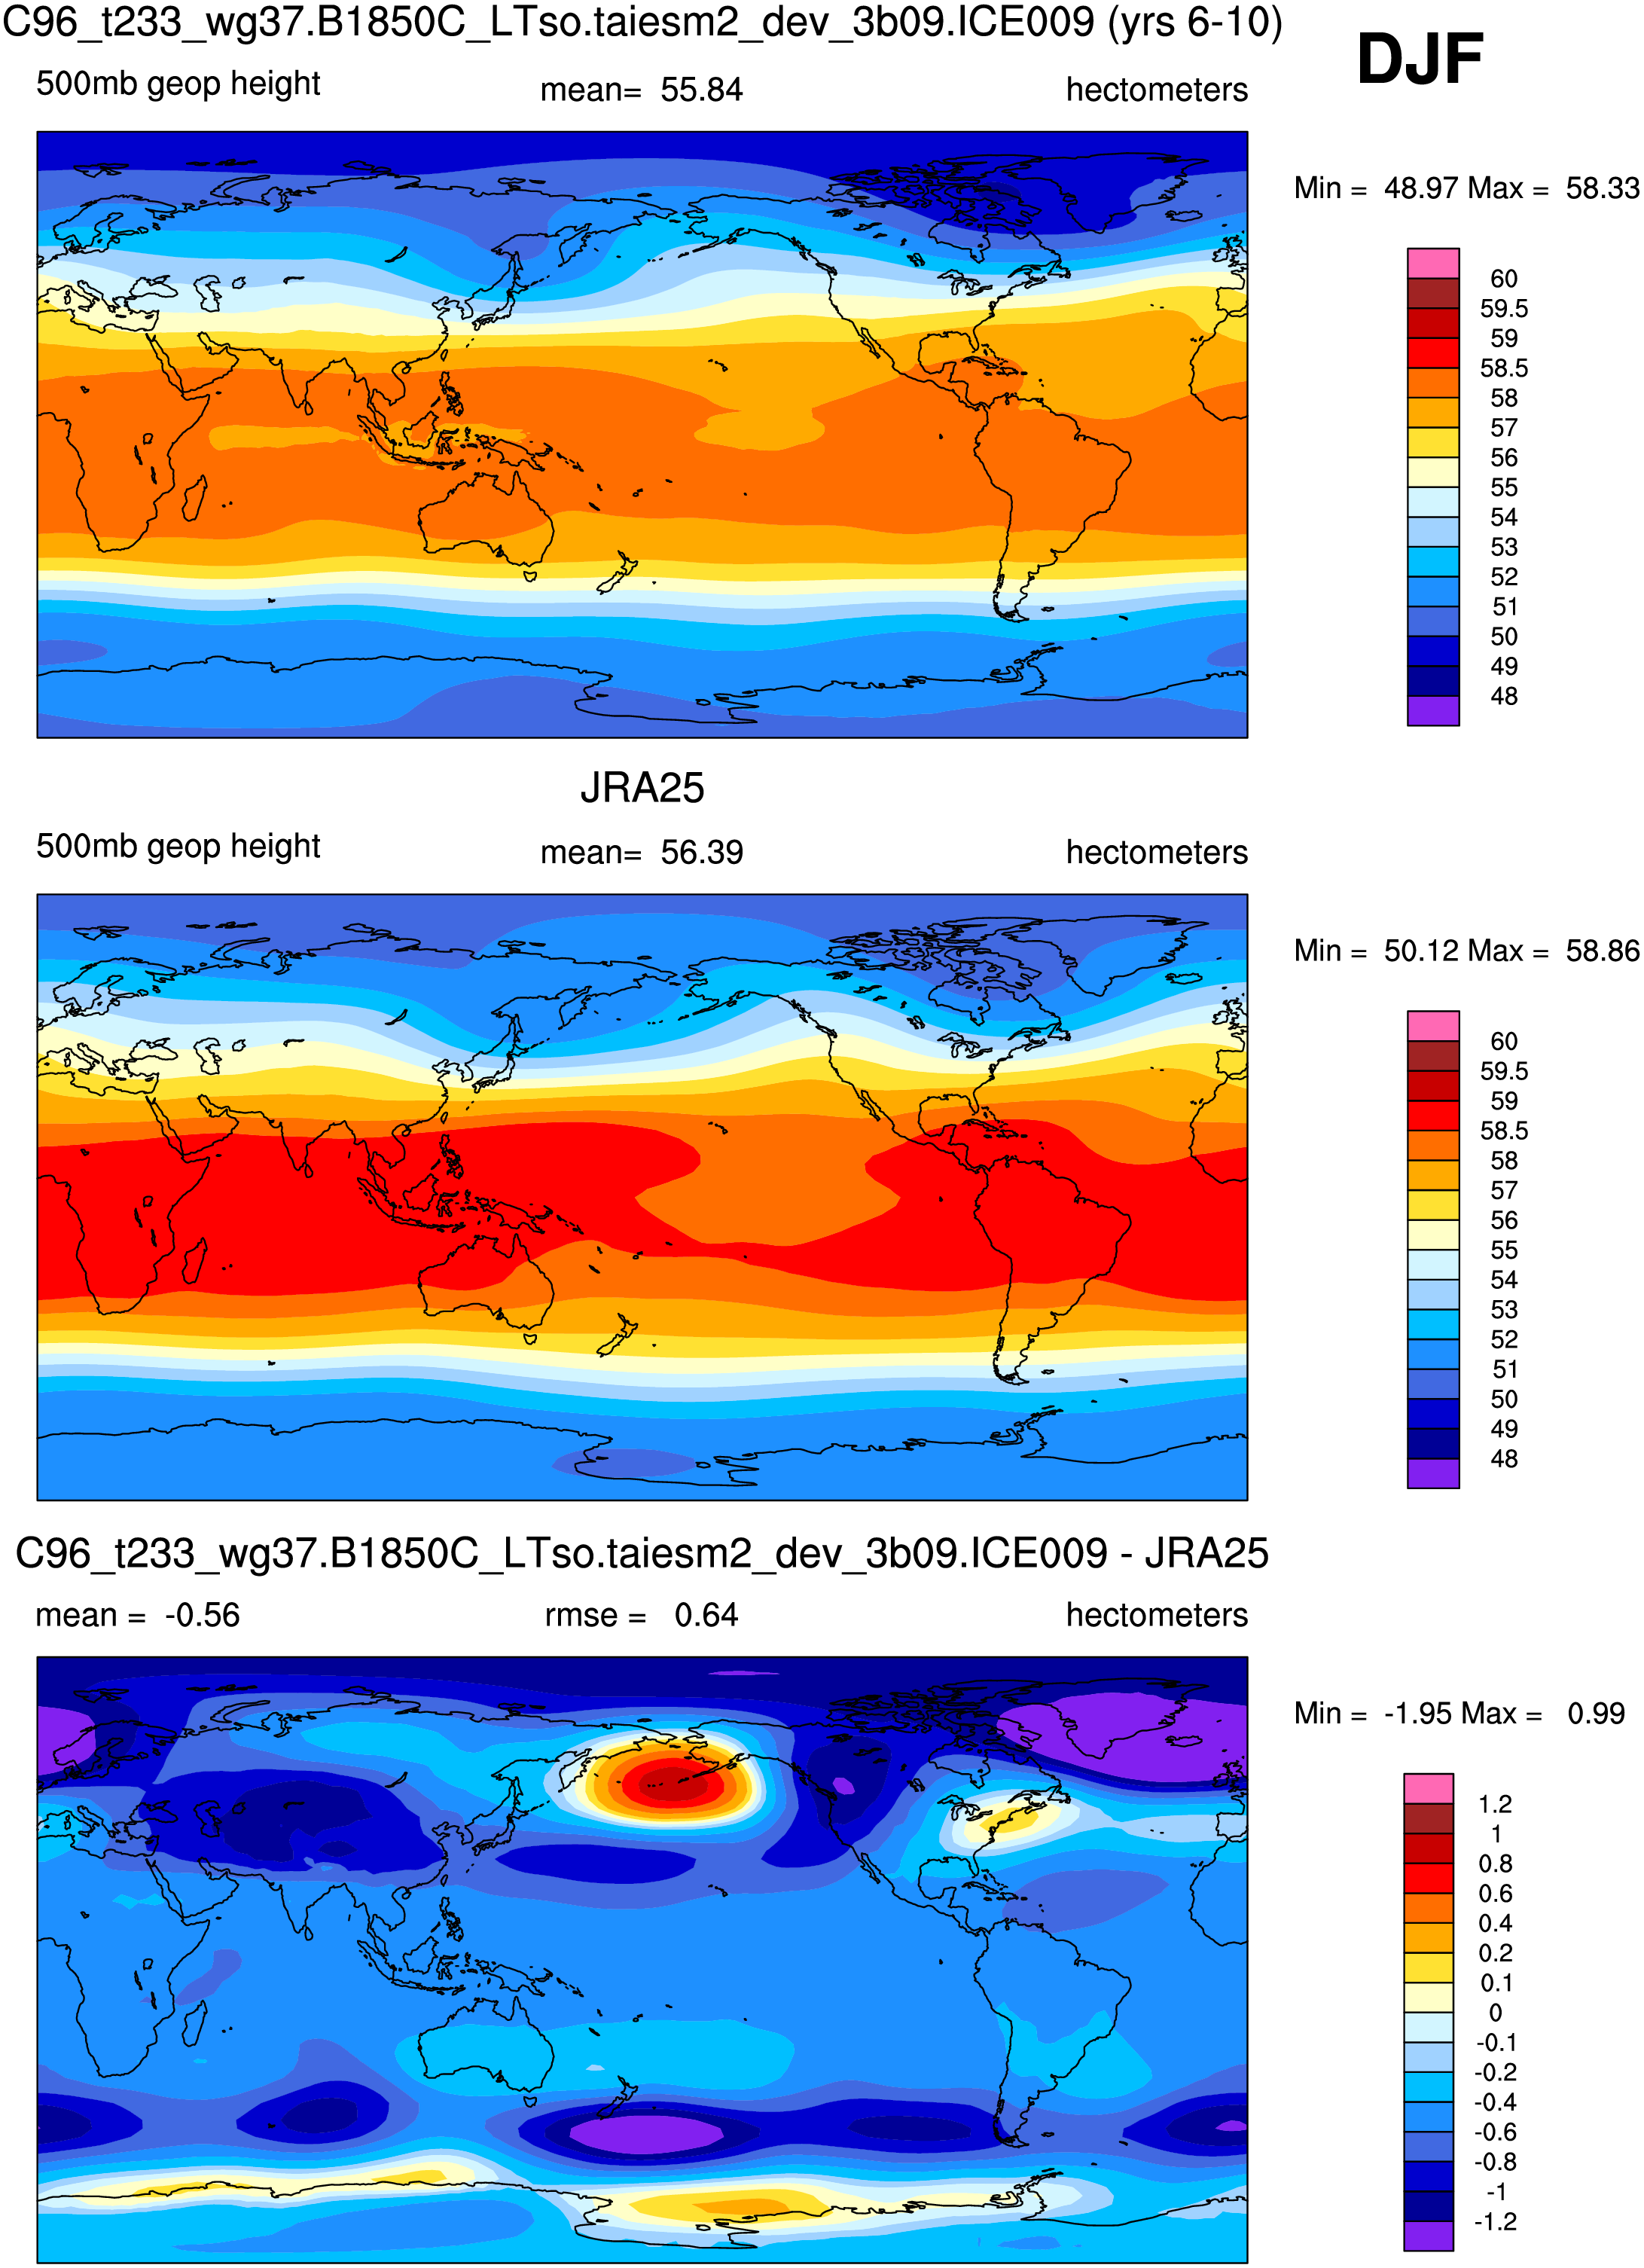 C96_t233_wg37.B1850C_LTso.taiesm2_dev_3b09.ICE009 (yrs 6-10)
DJF
500mb geop height
mean= 55.84
hectometers
Min = 48.97 Max = 58.33
60
59.5
59
58.5
58
57
56
55
54
53
52
51
50
49
48
JRA25
500mb geop height
mean= 56.39
hectometers
Min = 50.12 Max = 58.86
60
59.5
59
58.5
58
57
56
55
54
53
52
51
50
49
48
C96_t233_wg37.B1850C_LTso.taiesm2_dev_3b09.ICE009 - JRA25
mean = -0.56
rmse = 0.64
hectometers
Min = -1.95 Max = 0.99
1.2
1
0.8
0.6
0.4
0.2
0.1
0
-0.1
-0.2
-0.4
-0.6
-0.8
-1
-1.2